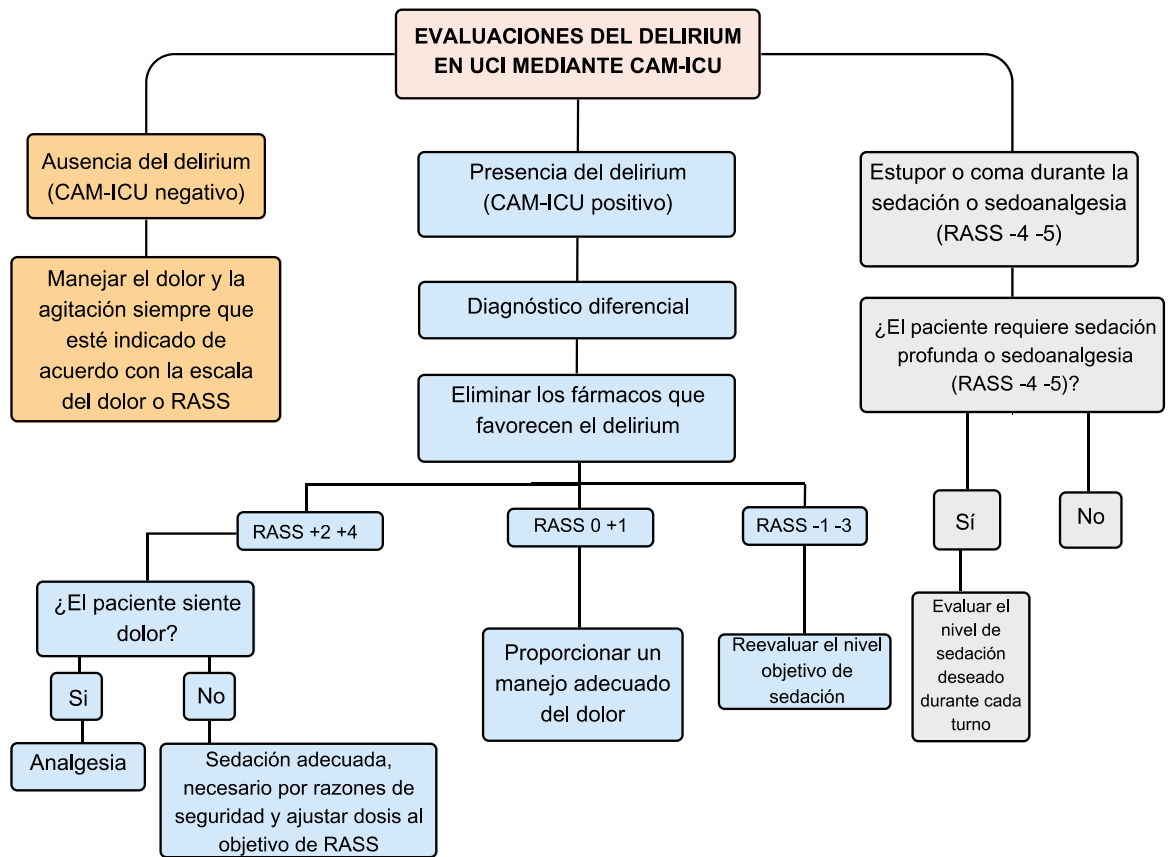 EVALUACIONES DEL DELIRIUM
EN UCI MEDIANTE CAM-ICU
Ausencia del delirium
(CAM-ICU negativo)
Manejar el dolor y la
agitación siempre que
esté indicado de
acuerdo con la escala
del dolor o RASS
Presencia del delirium
(CAM-ICU positivo)
Diagnóstico diferencial
Eliminar los fármacos que
favorecen el delirium
RASS +2 +4
¿El paciente siente
dolor?
Si
Analgesia
No
Sedación adecuada,
necesario por razones de
seguridad y ajustar dosis al
objetivo de RASS
RASS 0 +1
Proporcionar un
manejo adecuado
del dolor
RASS -1 -3
Reevaluar el nivel
objetivo de
sedación
Estupor o coma durante la
sedación o sedoanalgesia
(RASS -4 -5)
¿El paciente requiere sedación
profunda o sedoanalgesia
(RASS -4 -5)?
Sí
Evaluar el
nivel de
sedación
deseado
durante cada
turno
No